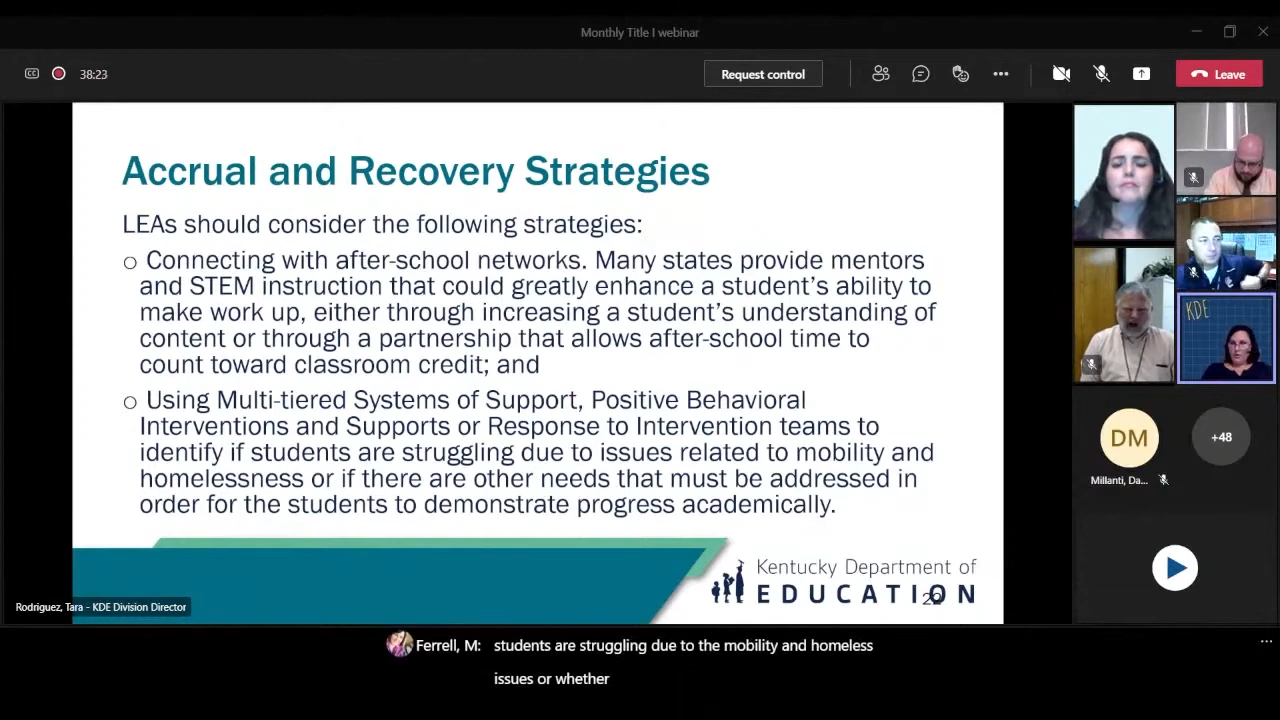 Monthly Title I webinar
CC
38:23
Request control
Leave
Accrual and Recovery Strategies
LEAs should consider the following strategies:
○ Connecting with after-school networks. Many states provide mentors
and STEM instruction that could greatly enhance a student’s ability to
make work up, either through increasing a student’s understanding of
content or through a partnership that allows after-school time to
count toward classroom credit; and
○ Using Multi-tiered Systems of Support, Positive Behavioral
Interventions and Supports or Response to Intervention teams to
identify if students are struggling due to issues related to mobility and
homelessness or if there are other needs that must be addressed in
order for the students to demonstrate progress academically.
KDE
DM
+48
Millanti, Da...
Kentucky Department of
EDUCATION
22
Rodriguez, Tara - KDE Division Director
Ferrell, M: students are struggling due to the mobility and homeless
issues or whether